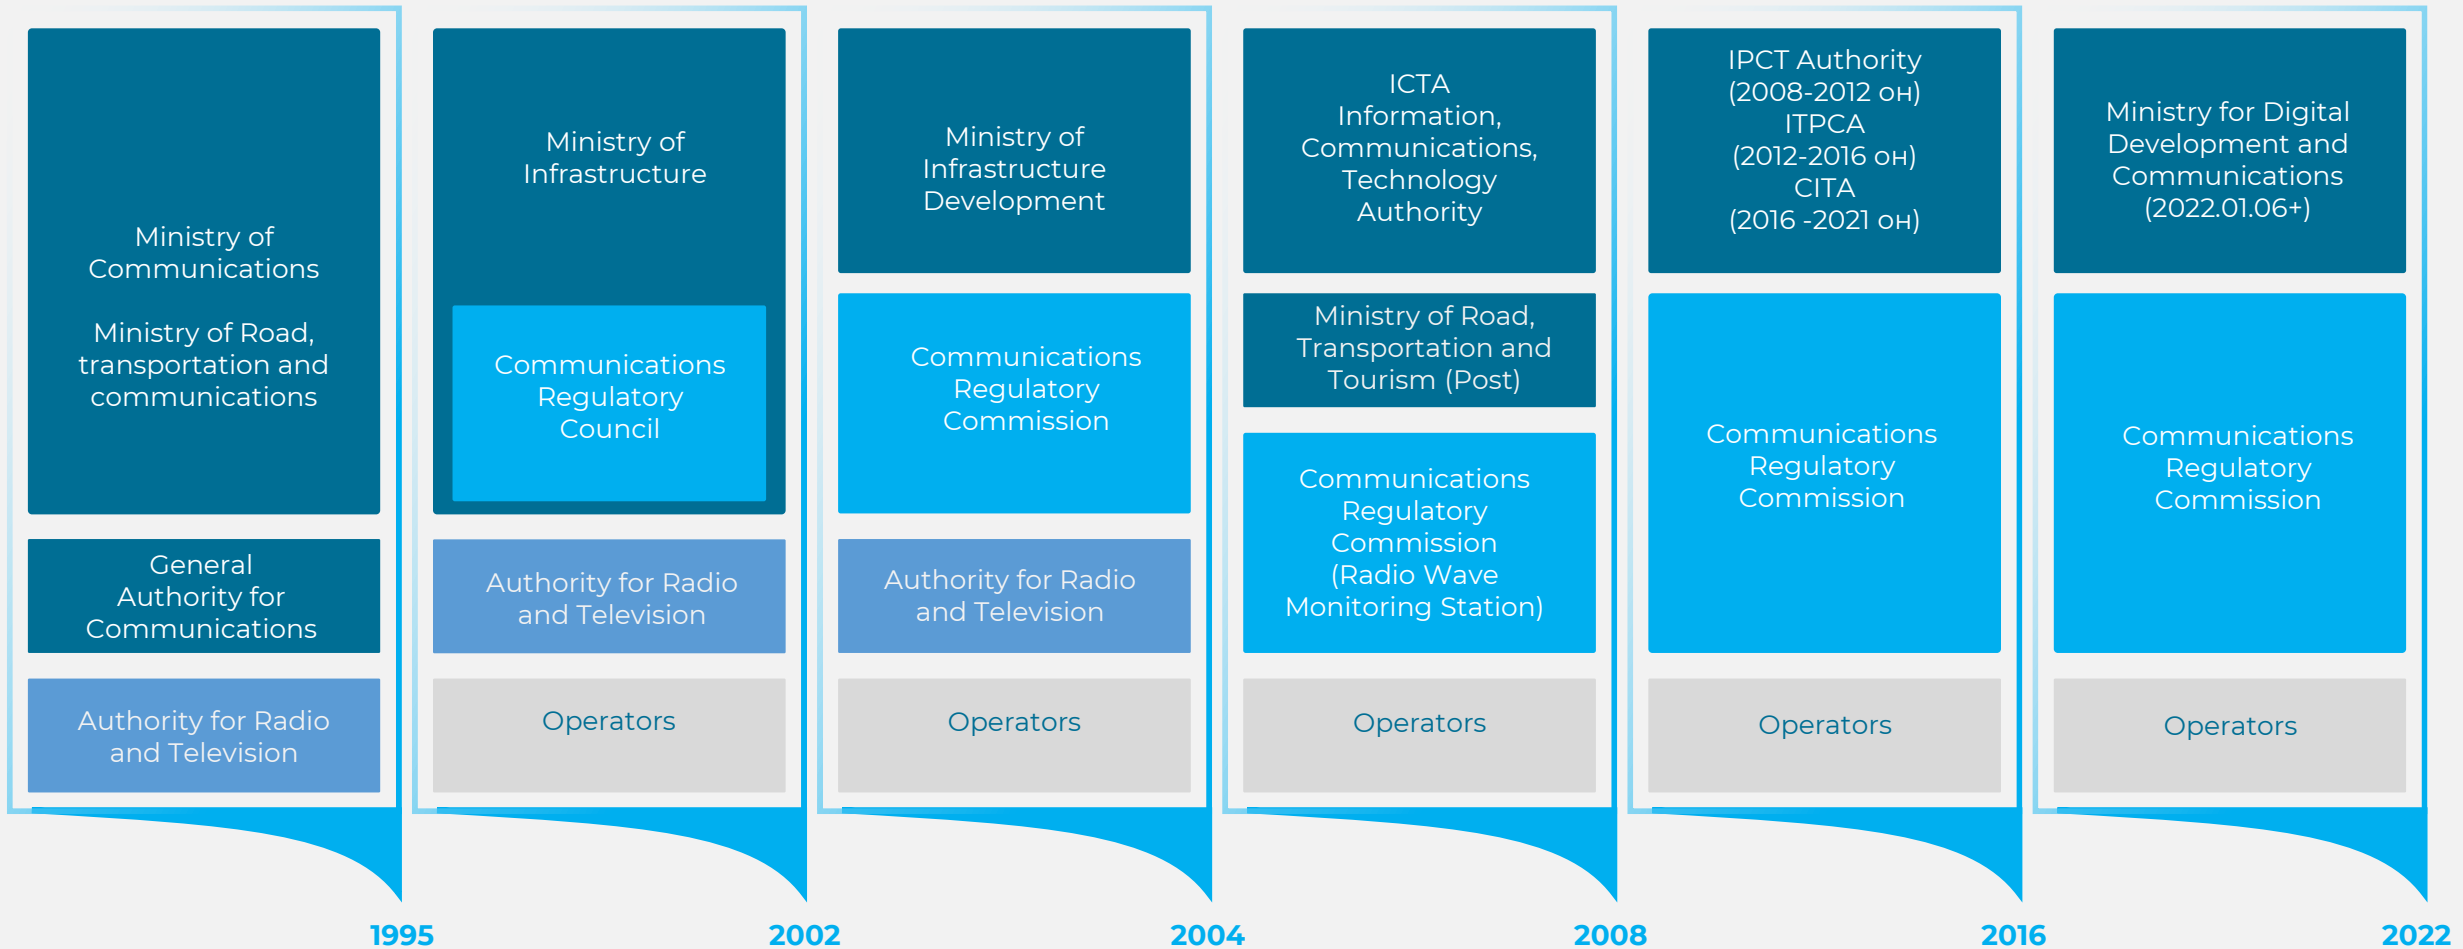 Ministry of
Communications
Ministry of Road,
transportation and
communications
General
Authority for
Communications
Authority for Radio
and Television
1995
Ministry of
Infrastructure
Communications
Regulatory
Council
Authority for Radio
and Television
Operators
2002
Ministry of
Infrastructure
Development
Communications
Regulatory
Commission
Authority for Radio
and Television
Operators
2004
ICTA
Information,
Communications,
Technology
Authority
Ministry of Road,
Transportation and
Tourism (Post)
Communications
Regulatory
Commission
(Radio Wave
Monitoring Station)
Operators
2008
IPCT Authority
(2008-2012 он)
ITPCA
(2012-2016 он)
CITA
(2016 -2021 он)
Communications
Regulatory
Commission
Operators
2016
Ministry for Digital
Development and
Communications
(2022.01.06+)
Communications
Regulatory
Commission
Operators
2022